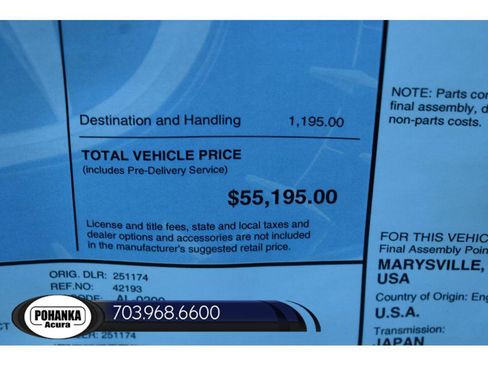 Destination and Handling 1,195.00
TOTAL VEHICLE PRICE
(includes Pre-Delivery Service)
$55,195.00
License and title fees, state and local taxes and
dealer options and accessories are not included
in the manufacturer's suggested retail price.
NOTE: Parts con
final assembly, d
non-parts costs.
ORIG. DLR: 251174
REF.NO: 42193
251174
CT
FOR THIS VEHIC
Final Assembly Poin
MARYSVILLE,
USA
Country of Origin: Eng
U.S.A.
Transmission:
JAPAN
POHANKA
Acura
703.968.6600